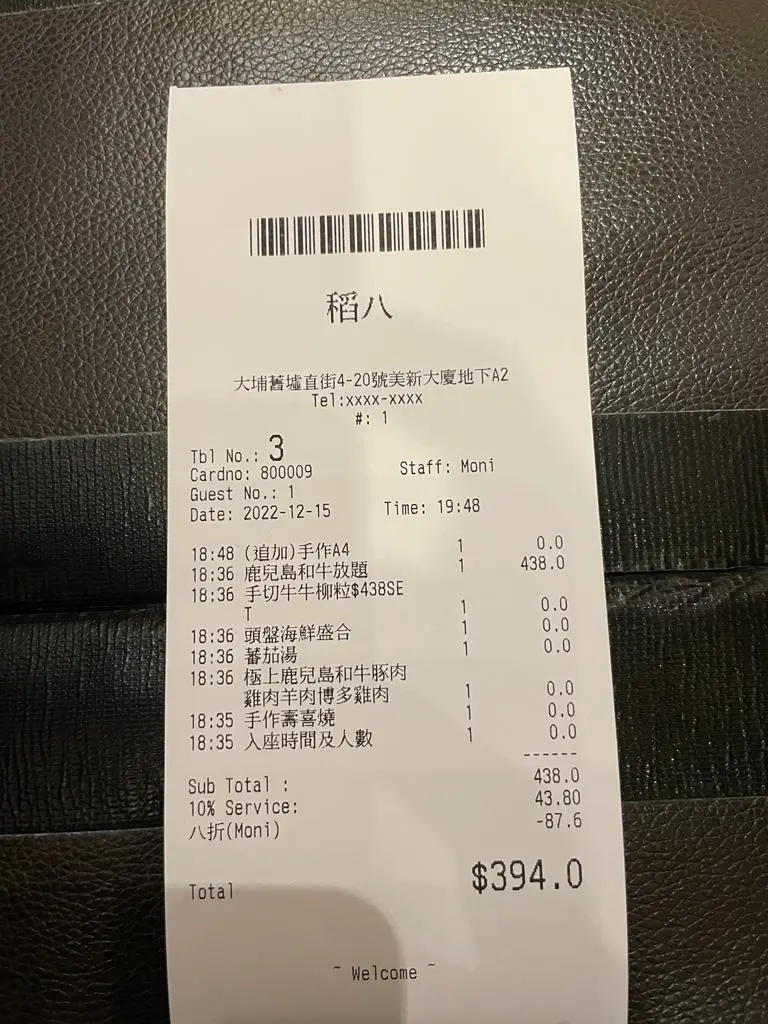 稻八
大埔舊墟直街4-20號美新大廈地下A2
Tel:xxxx-xxxx
#: 1
Tbl No.: 3
Cardno: 800009 Staff: Moni
Guest No.: 1
Date: 2022-12-15 Time: 19:48
18:48 (追加)手作A4 1 0.0
18:36 鹿兒島和牛放題 1 438.0
18:36 手切牛牛柳粒$438SE
T 1 0.0
18:36 頭盤海鮮盛合 1 0.0
18:36 蕃茄湯 1 0.0
18:36 極上鹿兒島和牛豚肉
雞肉羊肉博多雞肉 1 0.0
18:35 手作壽喜燒 1 0.0
18:35 入座時間及人數 1 0.0
------
Sub Total : 438.0
10% Service: 43.80
八折(Moni) -87.6
Total $394.0
~ Welcome ~